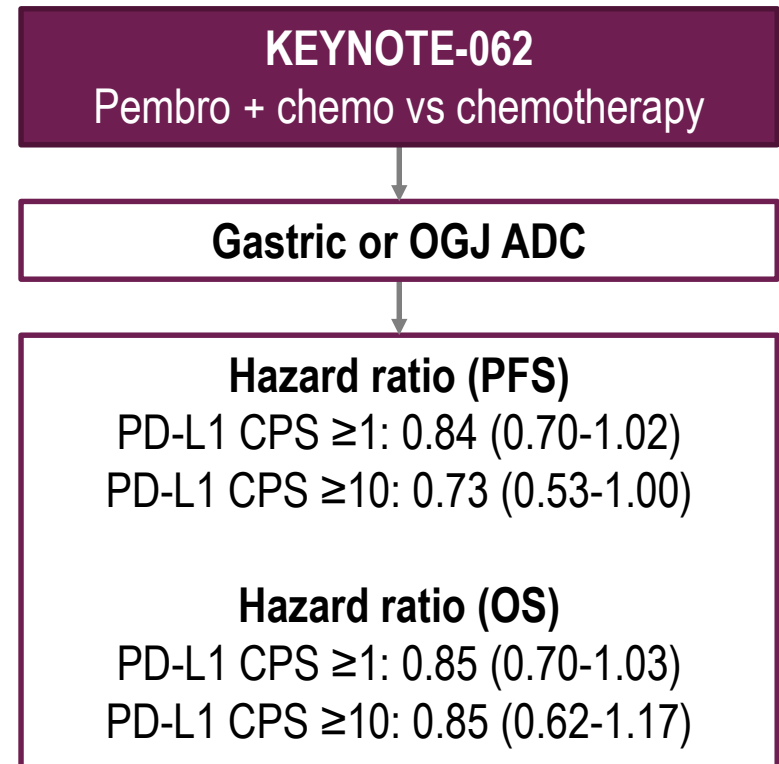 KEYNOTE-062
Pembro + chemo vs chemotherapy
Gastric or OGJ ADC
Hazard ratio (PFS)
PD-L1 CPS ≥1: 0.84 (0.70-1.02)
PD-L1 CPS ≥10: 0.73 (0.53-1.00)
Hazard ratio (OS)
PD-L1 CPS ≥1: 0.85 (0.70-1.03)
PD-L1 CPS ≥10: 0.85 (0.62-1.17)